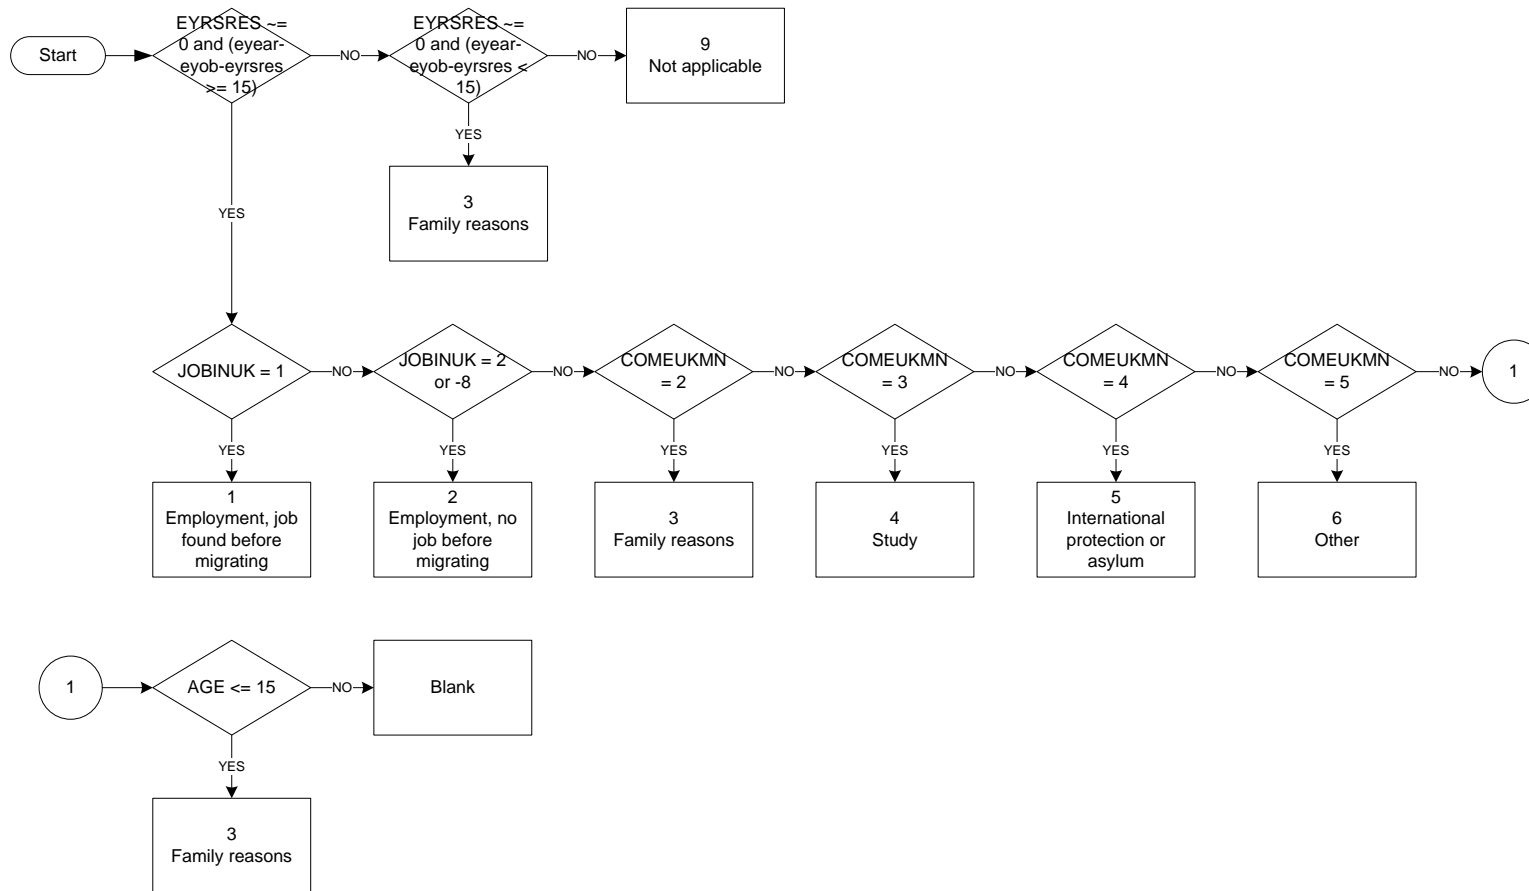 Start
EYRSRES ~=
0 and (eyear-
eyob-eyrsres
>= 15)
NO
EYRSRES ~=
0 and (eyear-
eyob-eyrsres <
15)
NO
9
Not applicable
YES
3
Family reasons
YES
JOBINUK = 1
NO
JOBINUK = 2
or -8
NO
COMEUKMN
= 2
NO
COMEUKMN
= 3
NO
COMEUKMN
= 4
NO
COMEUKMN
= 5
NO
1
YES
YES
YES
YES
YES
YES
1
Employment, job
found before
migrating
2
Employment, no
job before
migrating
3
Family reasons
4
Study
5
International
protection or
asylum
6
Other
1
AGE <= 15
NO
Blank
YES
3
Family reasons